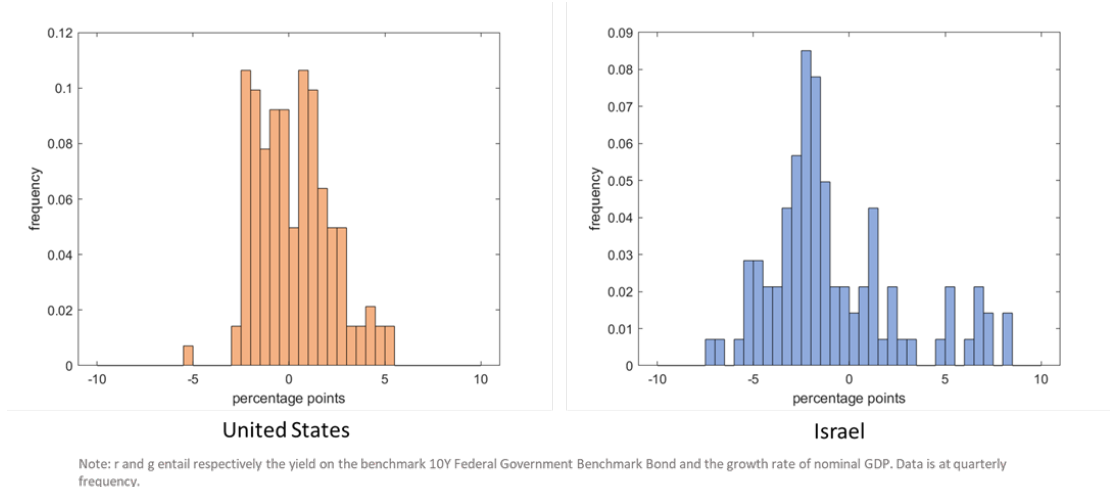 0.12
0.1
0.08
0.06
0.04
0.02
0
frequency
-10 -5 0 5 10
percentage points
United States
0.09
0.08
0.07
0.06
0.05
0.04
0.03
0.02
0.01
0
frequency
-10 -5 0 5 10
percentage points
Israel
Note: r and g entail respectively the yield on the benchmark 10Y Federal Government Benchmark Bond and the growth rate of nominal GDP. Data is at quarterly
frequency.